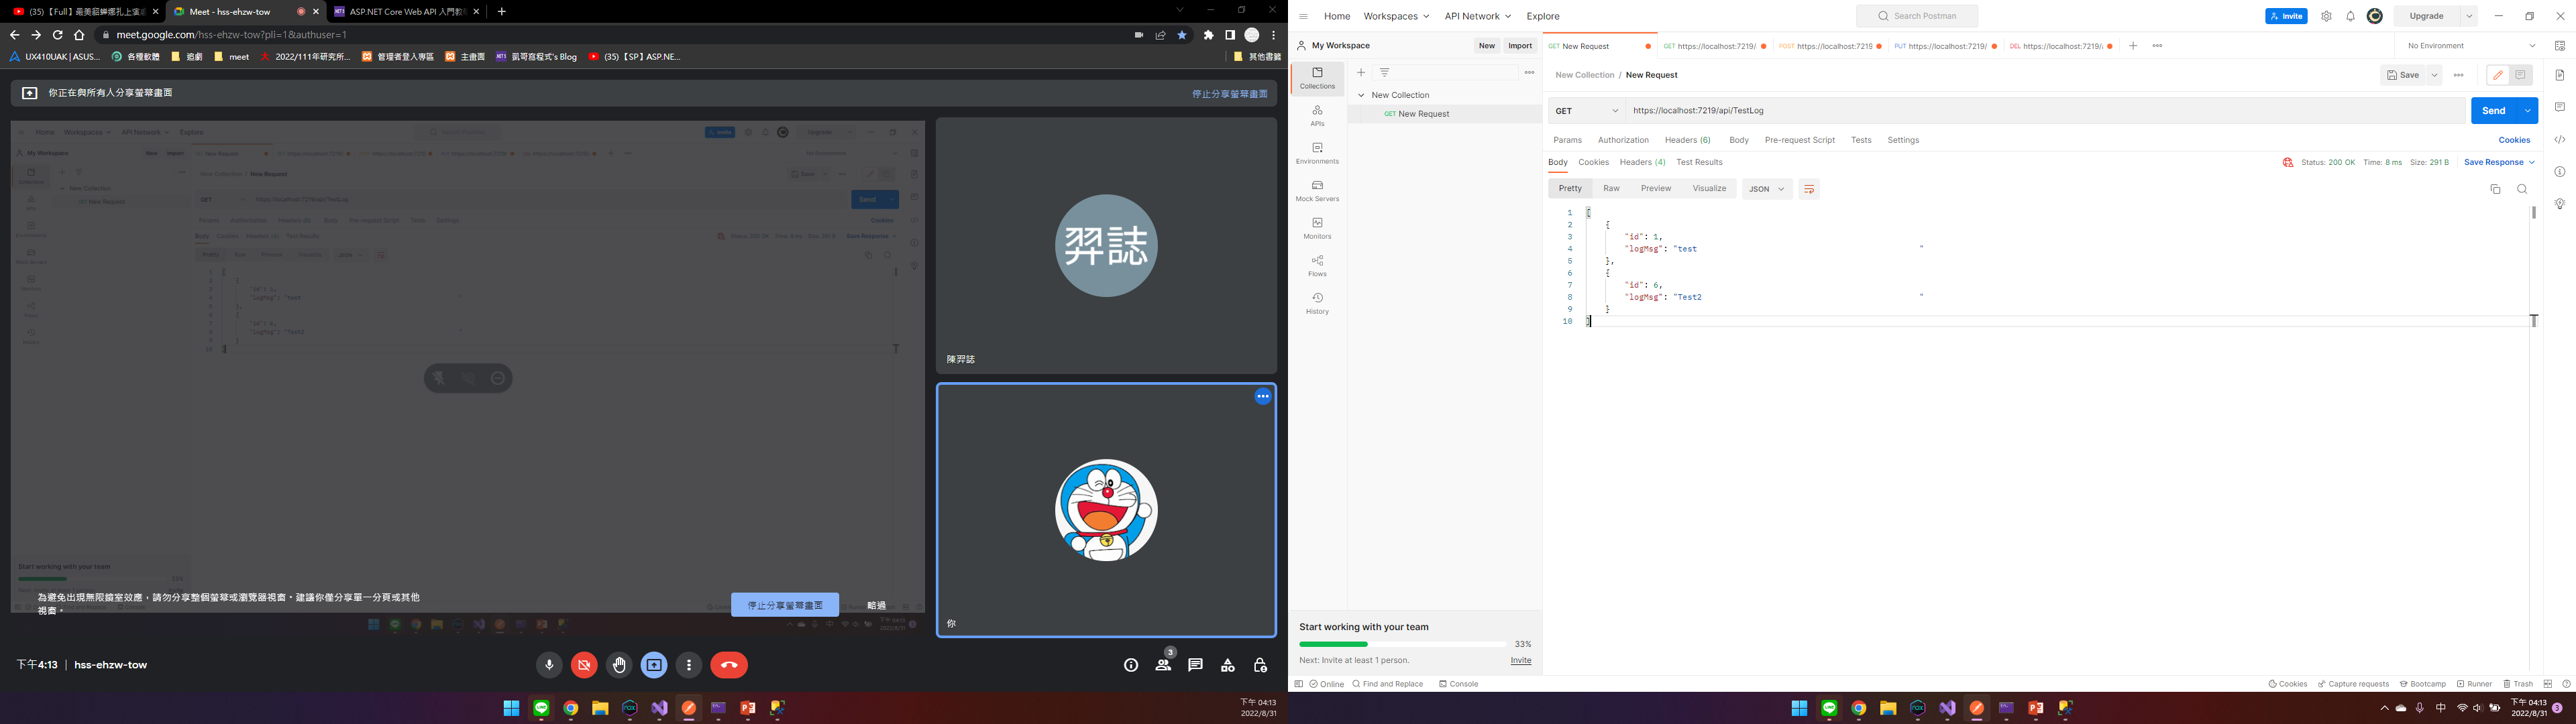 (35)【Full】最美
Meet - hss-ehzw-tow
ASP.NET Core Web API 入門教
meet.google.com/hss-ehzw-tow?pli=1&authuser=1
UX410UAK | ASUS...
各種軟體
追劇
meet
2022/111年研究所...
管理者登入專區
主畫面
凱哥寫程式's Blog
(35)【SP】ASP.NE...
其他書籤
你正在與所有人分享螢幕畫面
停止分享螢幕畫面
羿誌
陳羿誌
你
Start working with your team
為避免出現無限鏡室效應，請勿分享整個螢幕或瀏覽器視窗。建議你僅分享單一分頁或其他
視窗。
停止分享螢幕畫面
略過
下午4:13 | hss-ehzw-tow
3
下午 04:13
2022/8/31
Home Workspaces API Network Explore
Search Postman
Invite
Upgrade
My Workspace
New Import
GET New Request
GET https://localhost:7219/
POST https://localhost:7219
PUT https://localhost:7219/
DEL https://localhost:7219/
No Environment
Collections
APIs
Environments
Mock Servers
Monitors
Flows
History
New Collection
GET New Request
New Collection / New Request
Save
GET https://localhost:7219/api/TestLog
Send
Params Authorization Headers (6) Body Pre-request Script Tests Settings
Cookies
Body Cookies Headers (4) Test Results
Status: 200 OK Time: 8 ms Size: 291 B
Save Response
Pretty Raw Preview Visualize JSON
1 [
2 {
3 "id": 1,
4 "logMsg": "test "
5 },
6 {
7 "id": 6,
8 "logMsg": "Test2 "
9 }
10 ]
Start working with your team
33%
Next: Invite at least 1 person.
Invite
Online Find and Replace Console
Cookies Capture requests Bootcamp Runner Trash
中
下午 04:13
2022/8/31
3